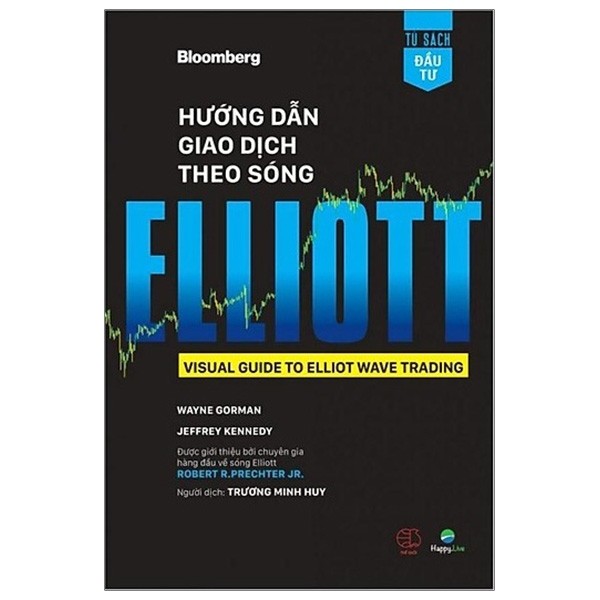 TỦ SÁCH
ĐẦU TƯ
Bloomberg
HƯỚNG DẪN
GIAO DỊCH
THEO SÓNG
ELLIOTT
VISUAL GUIDE TO ELLIOT WAVE TRADING
WAYNE GORMAN
JEFFREY KENNEDY
Được giới thiệu bởi chuyên gia
hàng đầu về sóng Elliott
ROBERT R.PRECHTER JR.
Người dịch: TRƯƠNG MINH HUY
THẾ GIỚI
Happy.Live